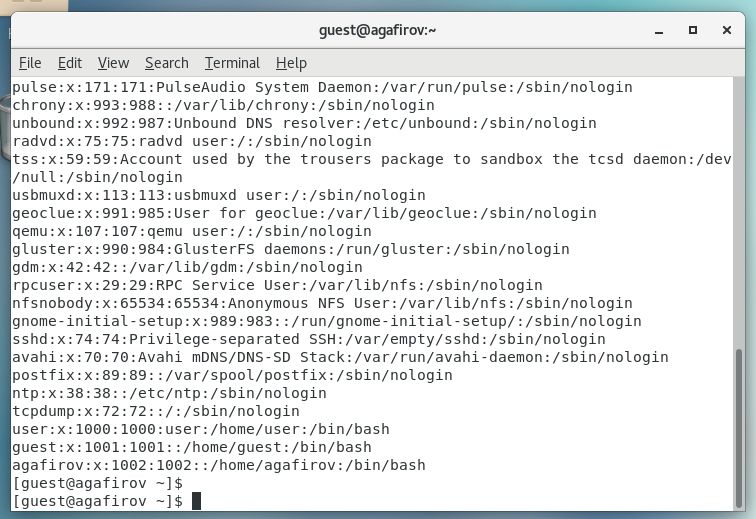 guest@agafirov:~
File Edit View Search Terminal Help
pulse:x:171:171:PulseAudio System Daemon:/var/run/pulse:/sbin/nologin
chrony:x:993:988::/var/lib/chrony:/sbin/nologin
unbound:x:992:987:Unbound DNS resolver:/etc/unbound:/sbin/nologin
radvd:x:75:75:radvd user:/:/sbin/nologin
tss:x:59:59:Account used by the trousers package to sandbox the tcsd daemon:/dev
/null:/sbin/nologin
usbmuxd:x:113:113:usbmuxd user:/:/sbin/nologin
geoclue:x:991:985:User for geoclue:/var/lib/geoclue:/sbin/nologin
qemu:x:107:107:qemu user:/:/sbin/nologin
gluster:x:990:984:GlusterFS daemons:/run/gluster:/sbin/nologin
gdm:x:42:42::/var/lib/gdm:/sbin/nologin
rpcuser:x:29:29:RPC Service User:/var/lib/nfs:/sbin/nologin
nfsnobody:x:65534:65534:Anonymous NFS User:/var/lib/nfs:/sbin/nologin
gnome-initial-setup:x:989:983::/run/gnome-initial-setup/:/sbin/nologin
sshd:x:74:74:Privilege-separated SSH:/var/empty/sshd:/sbin/nologin
avahi:x:70:70:Avahi mDNS/DNS-SD Stack:/var/run/avahi-daemon:/sbin/nologin
postfix:x:89:89::/var/spool/postfix:/sbin/nologin
ntp:x:38:38::/etc/ntp:/sbin/nologin
tcpdump:x:72:72::/:/sbin/nologin
user:x:1000:1000:user:/home/user:/bin/bash
guest:x:1001:1001::/home/guest:/bin/bash
agafirov:x:1002:1002::/home/agafirov:/bin/bash
[guest@agafirov ~]$
[guest@agafirov ~]$